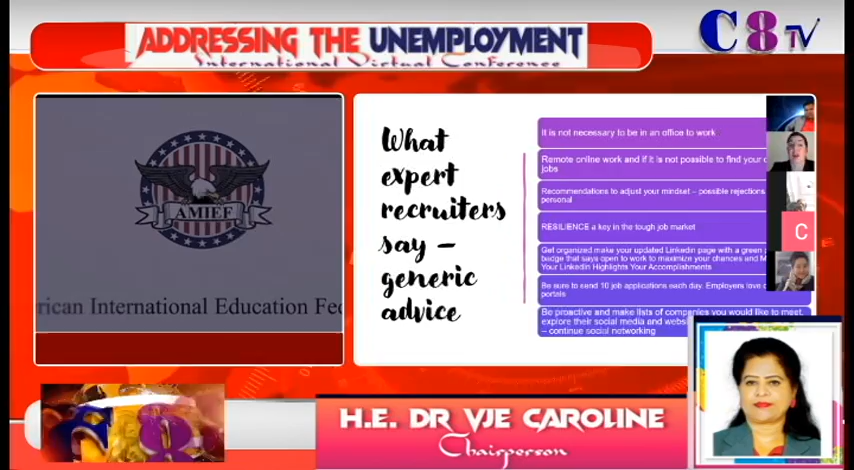 ADDRESSING THE UNEMPLOYMENT
International Virtual Conference
C8TV
AMIEF
rican International Education Fe
What
expert
recruiters
say –
generic
advice
It is not necessary to be in an office to work
Remote online work and if it is not possible to find your
jobs
Recommendations to adjust your mindset – possible rejections
personal
RESILIENCE a key in the tough job market
Get organized make your updated Linkedin page with a green
badge that says open to work to maximize your chances and M
Your LinkedIn Highlights Your Accomplishments
Be sure to send 10 job applications each day. Employers love
portals
Be proactive and make lists of companies you would like to meet,
explore their social media and webs
– continue social networking
C
H.E. DR VJE CAROLINE
Chairperson